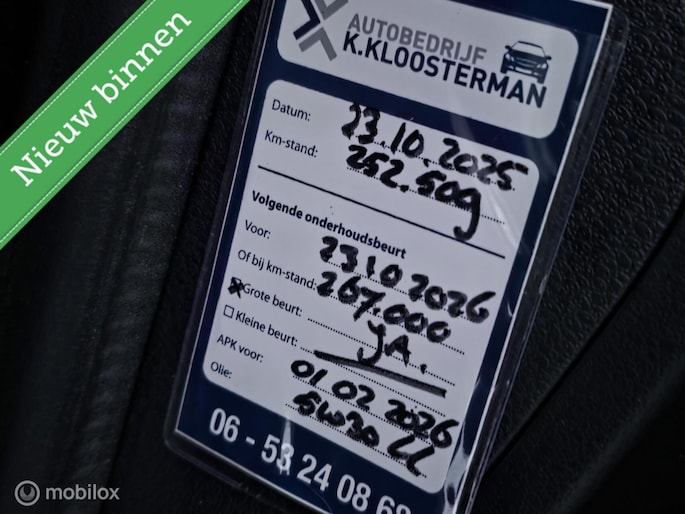 Nieuw binnen
AUTOBEDRIJF
K.KLOOSTERMAN
Datum: 23.10.2025
Km-stand: 252.509
Volgende onderhoudsbeurt
Voor: 23 10 2026
Of bij km-stand: 267.000
Grote beurt: JA.
Kleine beurt:
APK voor: 01 02 2026
Olie: 5W30 LL
06 - 53 24 08 68
mobilox